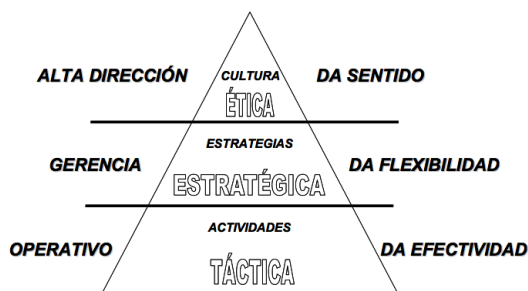 ALTA DIRECCIÓN CULTURA DA SENTIDO
ÉTICA
ESTRATEGIAS
GERENCIA DA FLEXIBILIDAD
ESTRATÉGICA
ACTIVIDADES
OPERATIVO DA EFECTIVIDAD
TÁCTICA